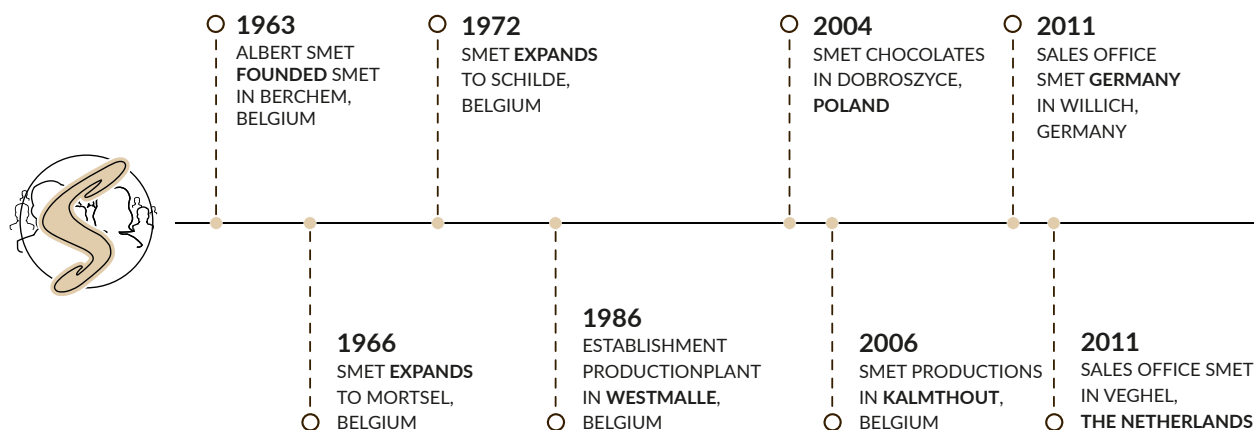 1963
ALBERT SMET
FOUNDED SMET
IN BERCHEM,
BELGIUM
1966
SMET EXPANDS
TO MORTSEL,
BELGIUM
1972
SMET EXPANDS
TO SCHILDE,
BELGIUM
1986
ESTABLISHMENT
PRODUCTIONPLANT
IN WESTMALLE,
BELGIUM
2004
SMET CHOCOLATES
IN DOBROSZYCE,
POLAND
2006
SMET PRODUCTIONS
IN KALMTHOUT,
BELGIUM
2011
SALES OFFICE
SMET GERMANY
IN WILLICH,
GERMANY
2011
SALES OFFICE SMET
IN VEGHEL,
THE NETHERLANDS